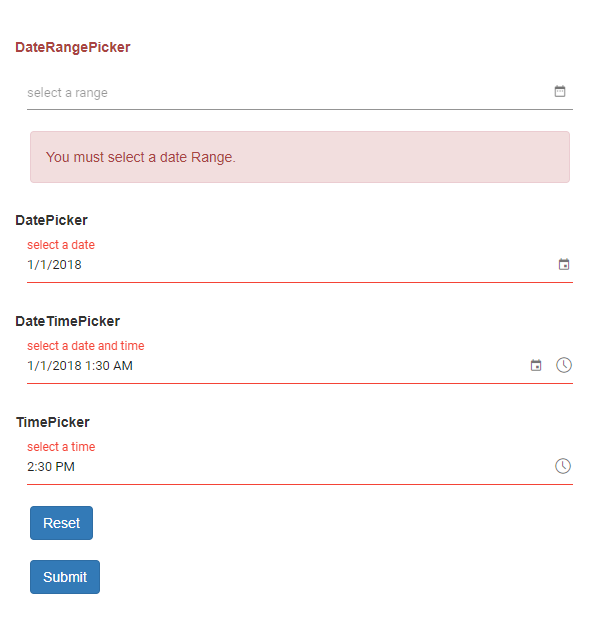 DateRangePicker
select a range
You must select a date Range.
DatePicker
select a date
1/1/2018
DateTimePicker
select a date and time
1/1/2018 1:30 AM
TimePicker
select a time
2:30 PM
Reset
Submit